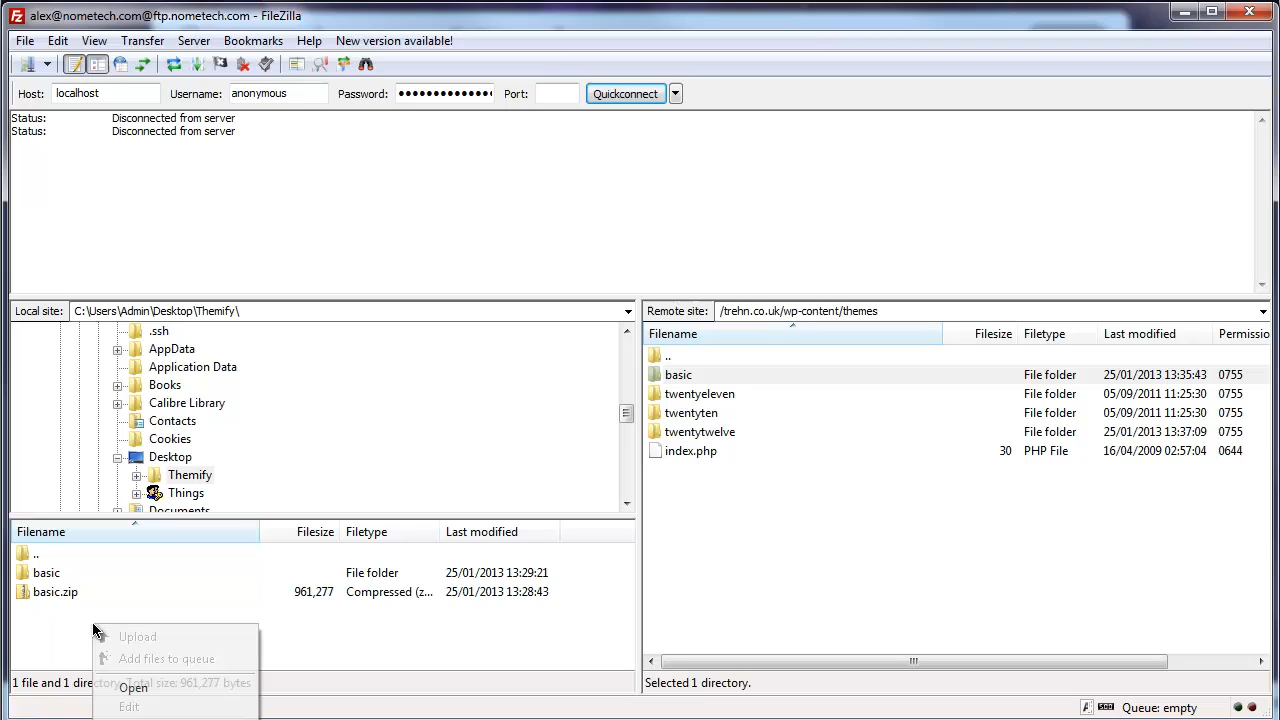 alex@nometech.com@ftp.nometech.com - FileZilla
File Edit View Transfer Server Bookmarks Help New version available!
Host: localhost Username: anonymous Password: ●●●●●●●●●●●●●● Port: Quickconnect
Status: Disconnected from server
Status: Disconnected from server
Local site: C:\Users\Admin\Desktop\Themify\
.ssh
AppData
Application Data
Books
Calibre Library
Contacts
Cookies
Desktop
Themify
Things
Documents
Filename Filesize Filetype Last modified
..
basic File folder 25/01/2013 13:29:21
basic.zip 961,277 Compressed (z... 25/01/2013 13:28:43
Upload
Add files to queue
Open
Edit
1 file and 1 directory. Total size: 961,277 bytes
Remote site: /trehn.co.uk/wp-content/themes
Filename Filesize Filetype Last modified Permissio
..
basic File folder 25/01/2013 13:35:43 0755
twentyeleven File folder 05/09/2011 11:25:30 0755
twentyten File folder 05/09/2011 11:25:30 0755
twentytwelve File folder 25/01/2013 13:37:09 0755
index.php 30 PHP File 16/04/2009 02:57:04 0644
Selected 1 directory.
Queue: empty